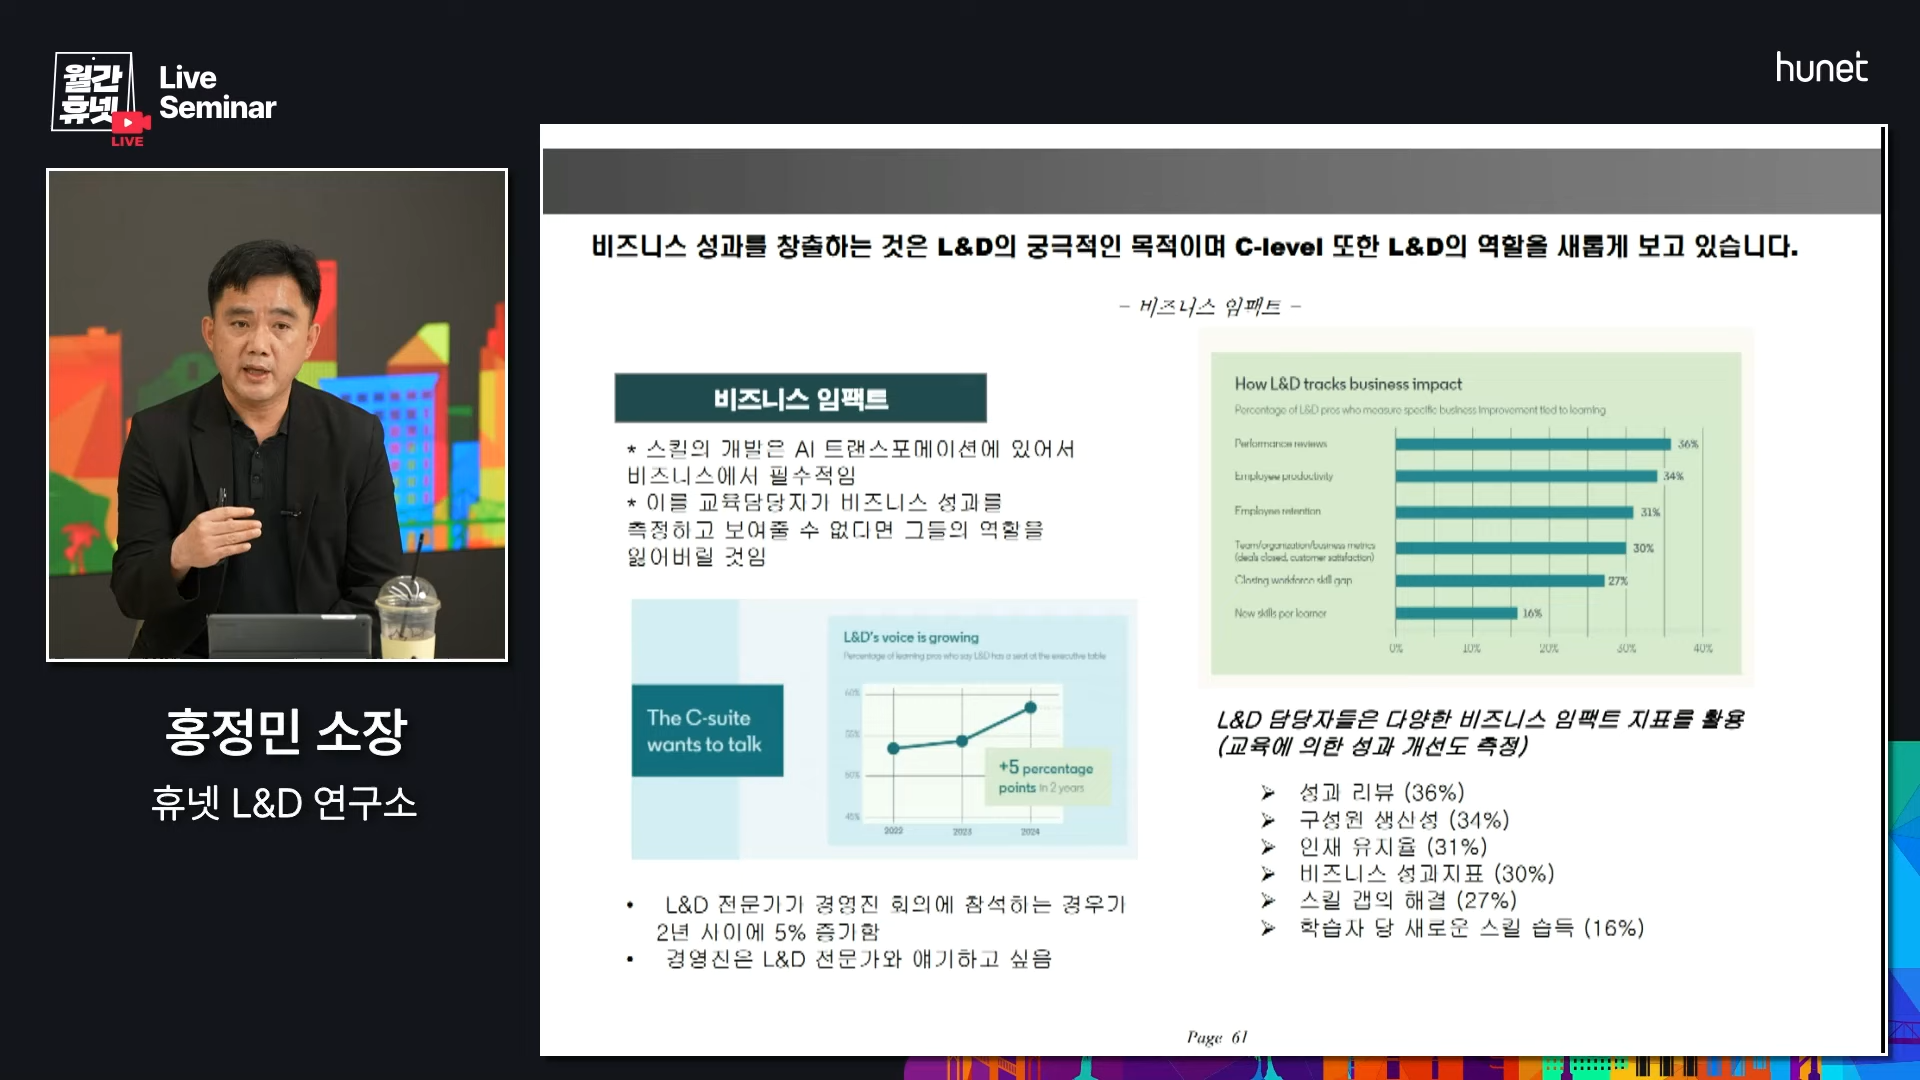 월간
휴넷
LIVE
Live
Seminar
hunet
비즈니스 성과를 창출하는 것은 L&D의 궁극적인 목적이며 C-level 또한 L&D의 역할을 새롭게 보고 있습니다.
– 비즈니스 임팩트 –
비즈니스 임팩트
* 스킬의 개발은 AI 트랜스포메이션에 있어서
비즈니스에서 필수적임
* 이를 교육담당자가 비즈니스 성과를
측정하고 보여줄 수 없다면 그들의 역할을
잃어버릴 것임
The C-suite
wants to talk
L&D's voice is growing
Percentage of learning pros who say L&D has a seat at the executive table
60%
55%
50%
45%
2022
2023
2024
+5 percentage
points in 2 years
• L&D 전문가가 경영진 회의에 참석하는 경우가
2년 사이에 5% 증가함
• 경영진은 L&D 전문가와 얘기하고 싶음
How L&D tracks business impact
Percentage of L&D pros who measure specific business improvement tied to learning
Performance reviews
36%
Employee productivity
34%
Employee retention
31%
Team/organization/business metrics
(deals closed, customer satisfaction)
30%
Closing workforce skill gap
27%
New skills per learner
16%
0%
10%
20%
30%
40%
L&D 담당자들은 다양한 비즈니스 임팩트 지표를 활용
(교육에 의한 성과 개선도 측정)
➢ 성과 리뷰 (36%)
➢ 구성원 생산성 (34%)
➢ 인재 유지율 (31%)
➢ 비즈니스 성과지표 (30%)
➢ 스킬 갭의 해결 (27%)
➢ 학습자 당 새로운 스킬 습득 (16%)
Page 61
홍정민 소장
휴넷 L&D 연구소